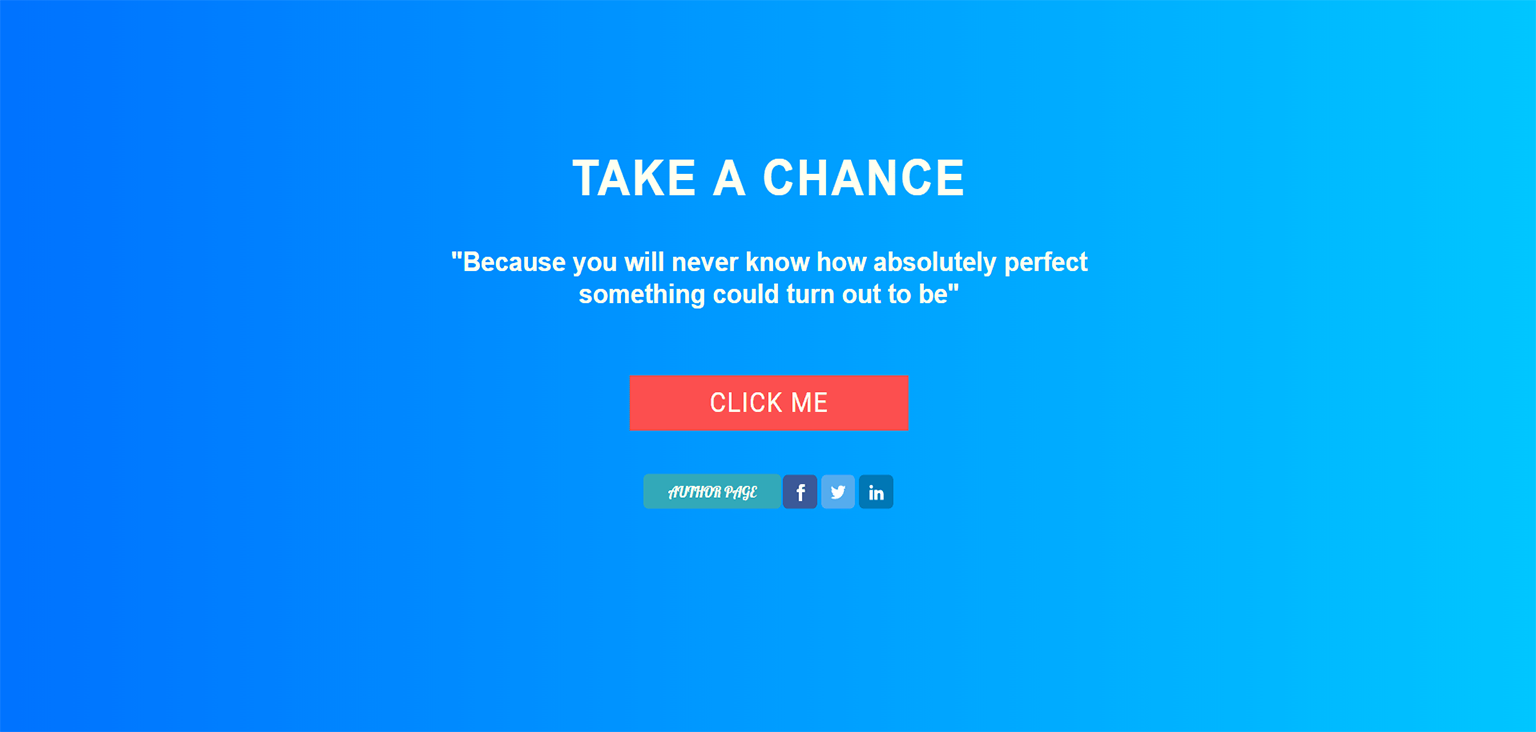 TAKE A CHANCE
"Because you will never know how absolutely perfect
something could turn out to be"
CLICK ME
AUTHOR PAGE
f
in